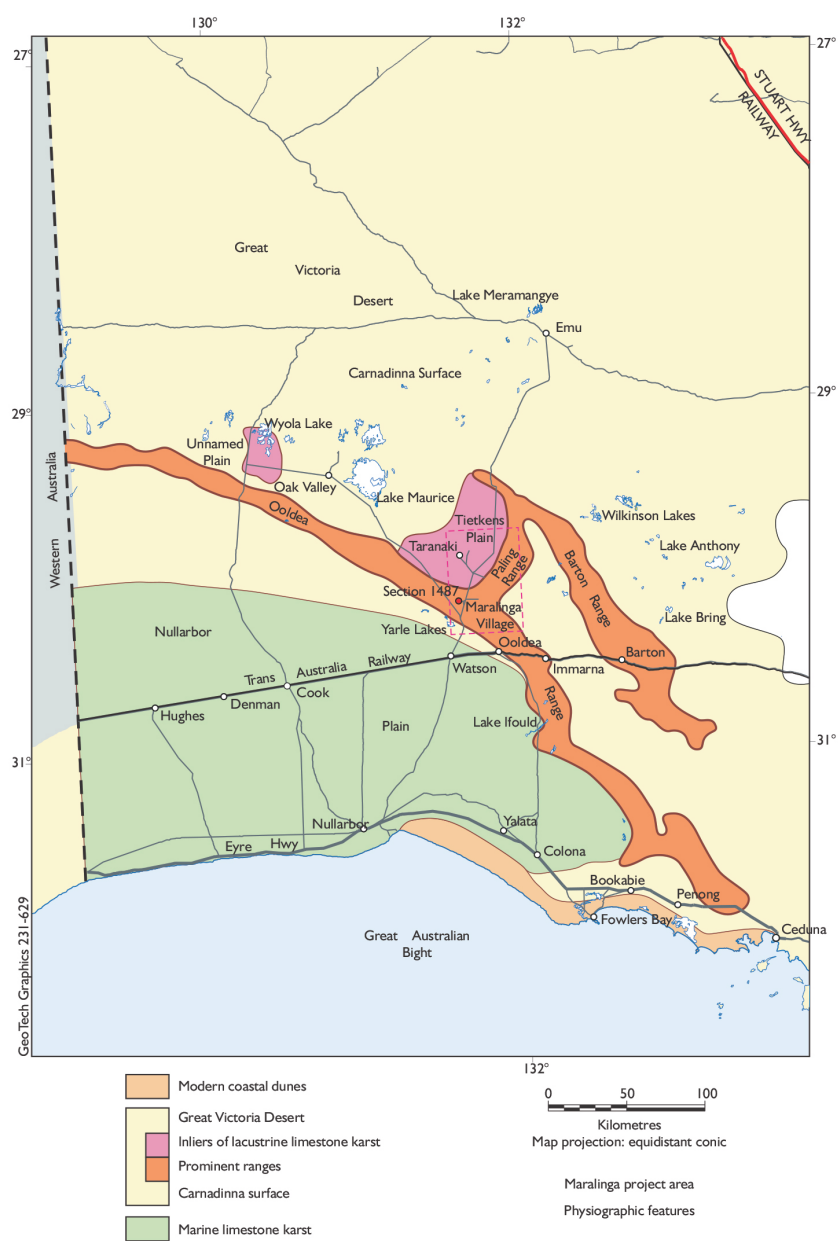 130°
132°
27°
27°
STUART HWY
RAILWAY
Great
Victoria
Desert
Lake Meramangye
Emu
Carnadinna Surface
29°
29°
Wyola Lake
Unnamed
Plain
Oak Valley
Lake Maurice
Ooldea
Tietkens
Plain
Taranaki
Paling
Range
Wilkinson Lakes
Lake Anthony
Barton
Range
Lake Bring
Western
Australia
Section 1487
Maralinga
Village
Yarle Lakes
Nullarbor
Ooldea
Barton
Watson
Immarna
Trans
Australia
Railway
Cook
Denman
Hughes
Range
Plain
Lake Ifould
31°
31°
Nullarbor
Yalata
Eyre
Hwy
Colona
Bookabie
Penong
Fowlers Bay
Ceduna
Great Australian
Bight
GeoTech Graphics 231-629
132°
Modern coastal dunes
Great Victoria Desert
Inliers of lacustrine limestone karst
Prominent ranges
Carnadinna surface
Marine limestone karst
0 50 100
Kilometres
Map projection: equidistant conic
Maralinga project area
Physiographic features